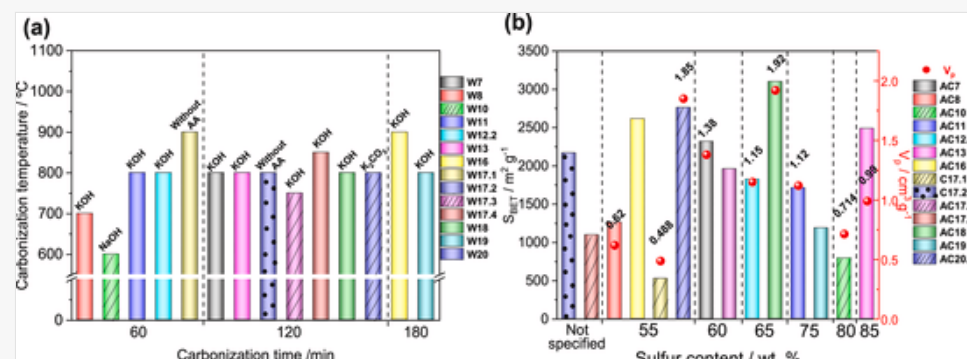 (a)
Carbonization temperature / °C
1100
1000
900
800
700
600
0
KOH
NaOH
KOH
KOH
Without
AA
KOH
KOH
Without
AA
KOH
KOH
KOH
K2CO3
KOH
KOH
60
120
180
Carbonization time /min
W7
W8
W10
W11
W12.2
W13
W16
W17.1
W17.2
W17.3
W17.4
W18
W19
W20
(b)
SBET / m2g-1
3500
3000
2500
2000
1500
1000
500
0
0.62
0.488
1.85
1.38
1.15
1.92
1.12
0.714
0.99
Not
specified
55
60
65
75
80
85
Sulfur content / wt. %
2.0
1.5
1.0
0.5
0.0
Vp / cm3g-1
Vp
AC7
AC8
AC10
AC11
AC12.
AC13
AC16
C17.1
C17.2
AC17.
AC17.
AC18
AC19
AC20.